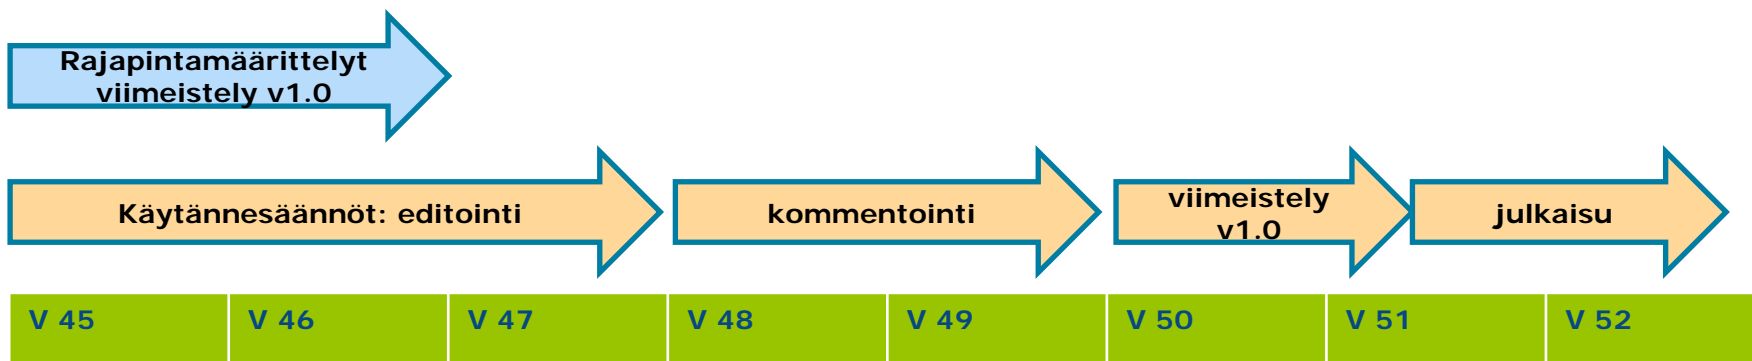 Rajapintamäärittelyt
viimeistely v1.0
Käytännesäännöt: editointi
kommentointi
viimeistely
v1.0
julkaisu
V 45
V 46
V 47
V 48
V 49
V 50
V 51
V 52